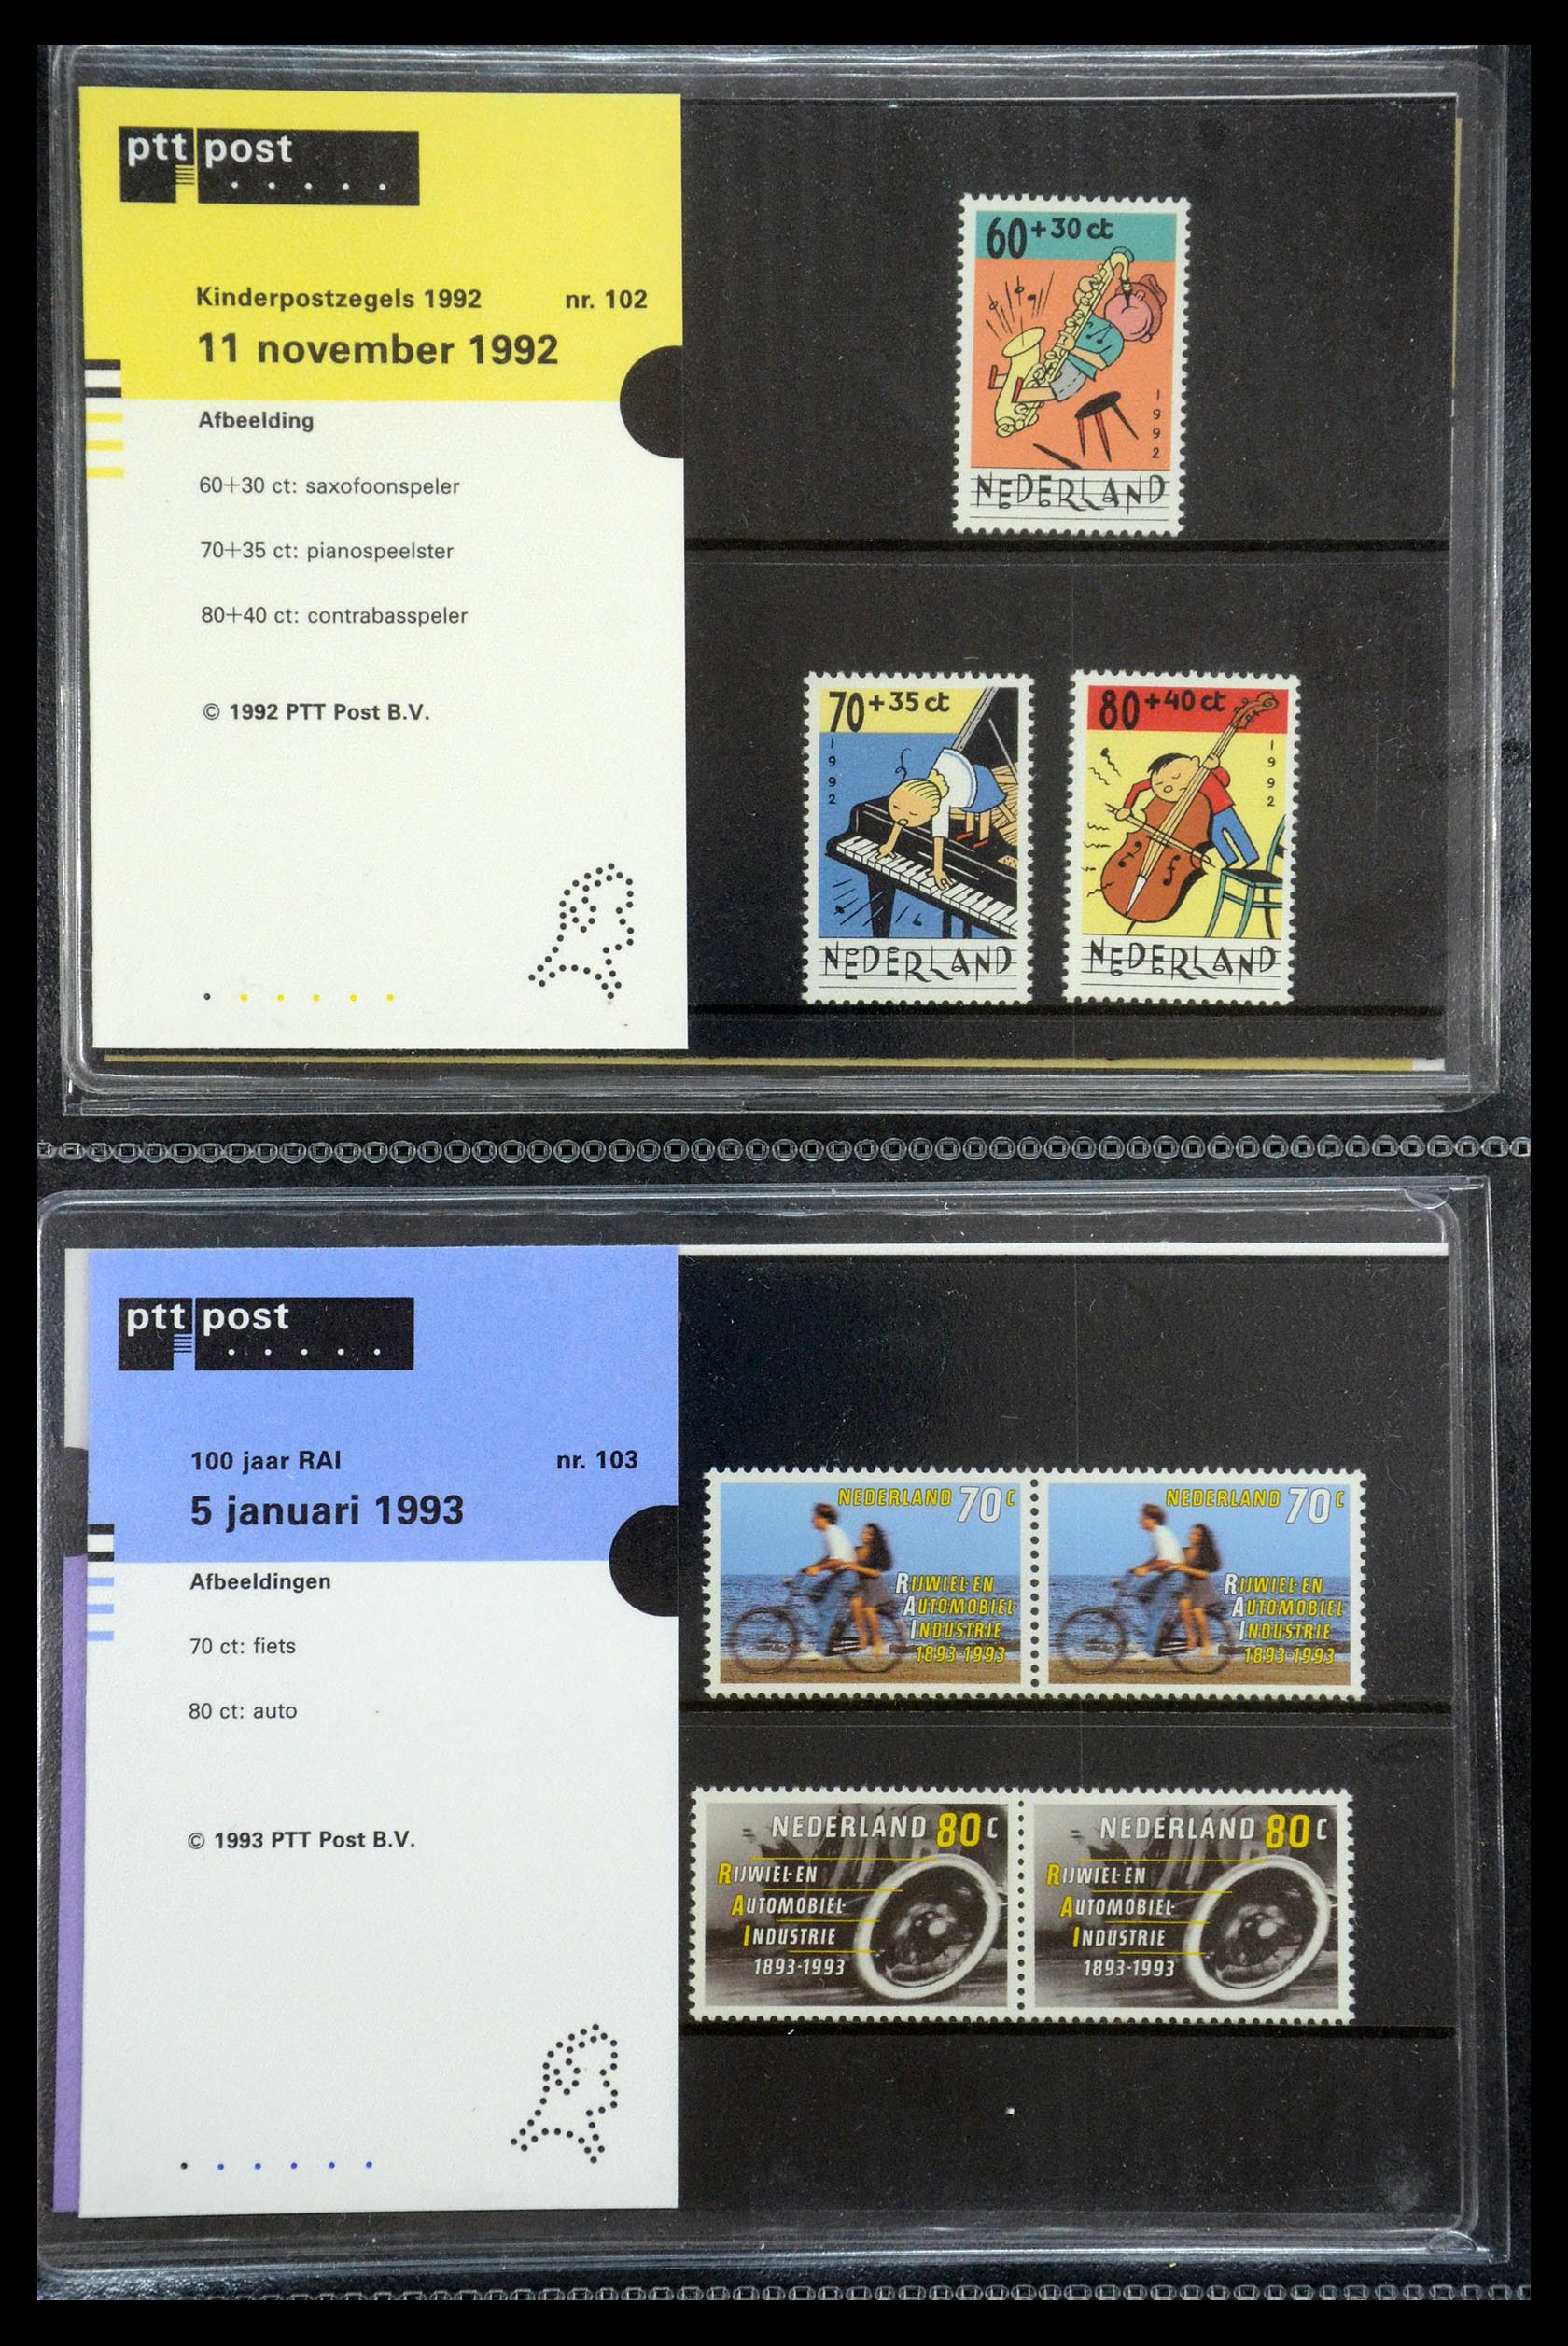 ptt post
Kinderpostzegels 1992 nr. 102
11 november 1992
Afbeelding
60+30 ct: saxofoonspeler
70+35 ct: pianospeelster
80+40 ct: contrabasspeler
© 1992 PTT Post B.V.
60+30 ct
1992
NEDERLAND
70+35 ct
1992
NEDERLAND
80+40 ct
1992
NEDERLAND
ptt post
100 jaar RAI nr. 103
5 januari 1993
Afbeeldingen
70 ct: fiets
80 ct: auto
© 1993 PTT Post B.V.
NEDERLAND 70 C
RIJWIEL-EN
AUTOMOBIEL-
INDUSTRIE
1893-1993
NEDERLAND 70 C
RIJWIEL-EN
AUTOMOBIEL-
INDUSTRIE
1893-1993
NEDERLAND 80 C
RIJWIEL-EN
AUTOMOBIEL-
INDUSTRIE
1893-1993
NEDERLAND 80 C
RIJWIEL-EN
AUTOMOBIEL-
INDUSTRIE
1893-1993